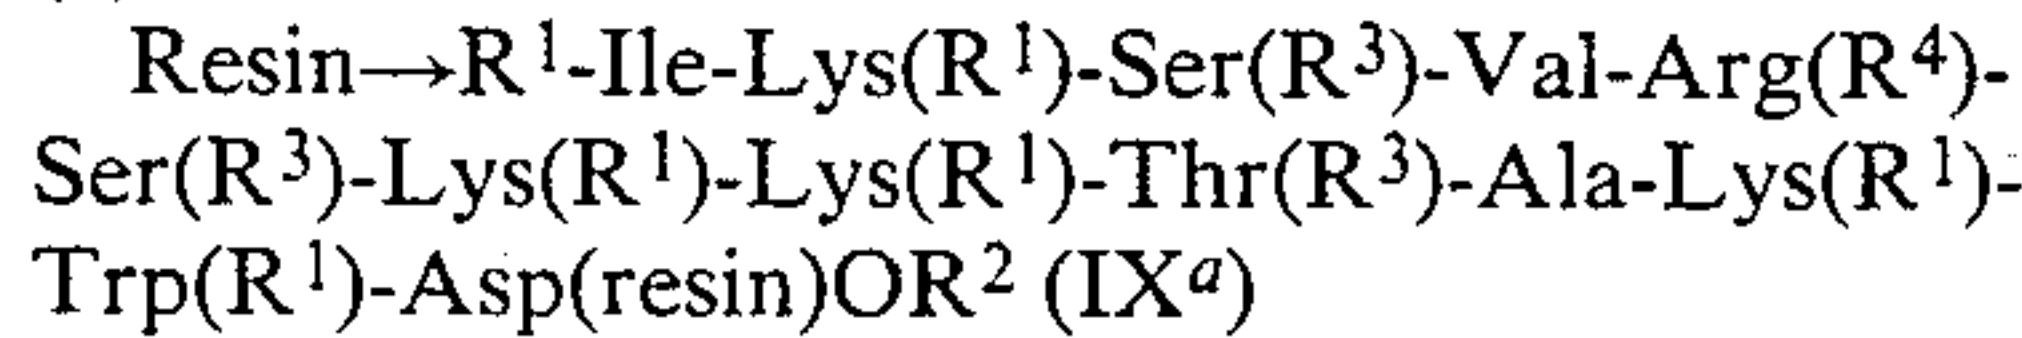 Resin→R¹-Ile-Lys(R¹)-Ser(R³)-Val-Arg(R⁴)-
Ser(R³)-Lys(R¹)-Lys(R¹)-Thr(R³)-Ala-Lys(R¹)-
Trp(R¹)-Asp(resin)OR² (IXᵃ)